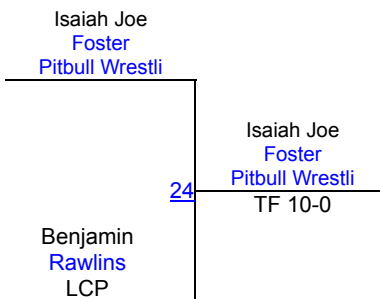 Isaiah Joe
Foster
Pitbull Wrestli
Isaiah Joe
Foster
Pitbull Wrestli
24
TF 10-0
Benjamin
Rawlins
LCP